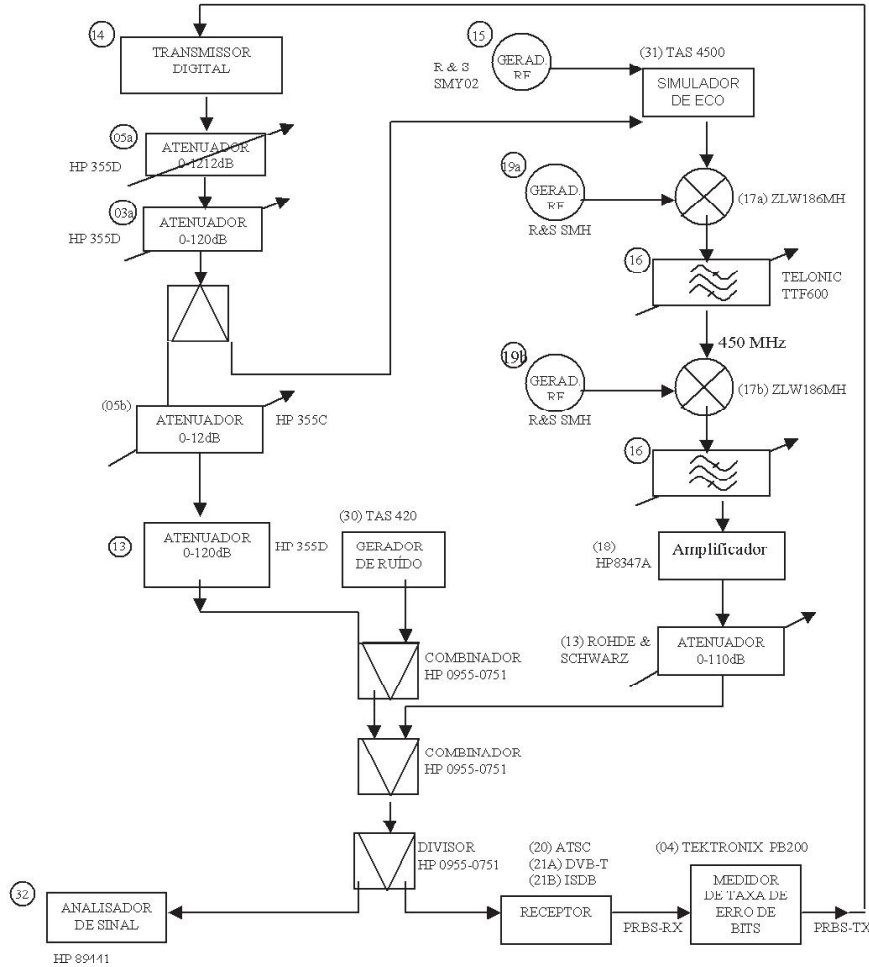 14
TRANSMISSOR
DIGITAL
05a
HP 355D
ATENUADOR
0-1212dB
03a
HP 355D
ATENUADOR
0-120dB
(05b)
ATENUADOR
0-12dB
HP 355C
13
ATENUADOR
0-120dB
HP 355D
(30) TAS 420
GERADOR
DE RUÍDO
COMBINADOR
HP 0955-0751
COMBINADOR
HP 0955-0751
DIVISOR
HP 0955-0751
32
ANALISADOR
DE SINAL
HP 89441
15
GERAD.
RF
R & S
SMY02
(31) TAS 4500
SIMULADOR
DE ECO
19a
GERAD.
RF
R&S SMH
(17a) ZLW186MH
16
TELONIC
TTF600
450 MHz
19b
GERAD.
RF
R&S SMH
(17b) ZLW186MH
16
(18)
HP8347A
Amplificador
(13) ROHDE &
SCHWARZ
ATENUADOR
0-110dB
(20) ATSC
(21A) DVB-T
(21B) ISDB
RECEPTOR
PRBS-RX
(04) TEKTRONIX PB200
MEDIDOR
DE TAXA DE
ERRO DE
BITS
PRBS-TX